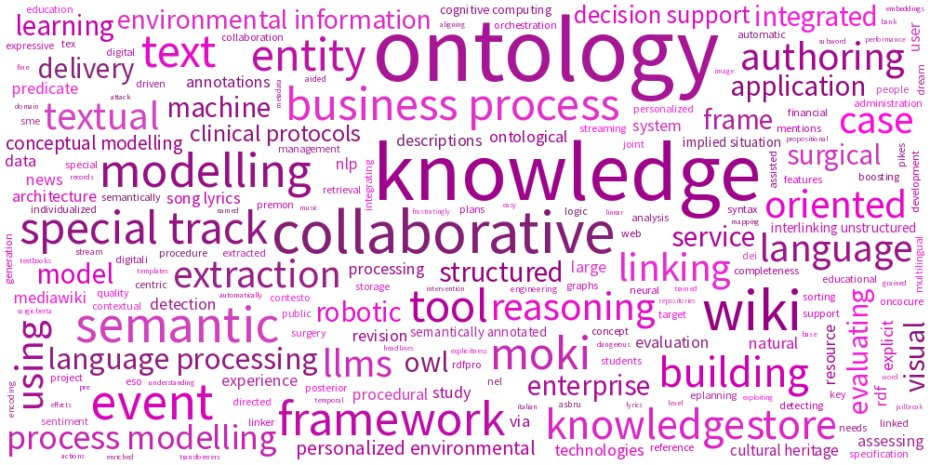 education
cognitive computing
aligning
orchestration
decision support
integrated
embeddings
bank
learning
environmental information
expressive
tex
digital
collaboration
automatic
subword
performance
user
text
entity
ontology
authoring
fine
delivery
driven
annotations
aided
metadata
image
people
dream
predicate
domain
attack
machine
business process
personalized
application
administration
sme
textual
streaming
system
frame
financial
mentions
case
conceptual modelling
clinical protocols
descriptions
ontological
joint
implied situation
propositional
data
special
management
nlp
knowledge
assisted
surgical
boosting
pikes
development
news
records
modelling
retrieval
integrating
features
architecture
semantically
song lyrics
premon
music
frustratingly
plans
easy
oriented
individualized
named
logic
linear
analysis
syntax
mapping
interlinking unstructured
special track
collaborative
web
service
dei
completeness
language
generation
textbooks
stream
digitali
procedure
extracted
multilingual
model
centric
templates
extraction
processing
structured
large
linking
educational
grained
automatically
storage
intervention
engineering
graphs
neural
trained
mediawiki
quality
contextual
detection
contesto
public
robotic
tool
reasoning
target
repositories
wiki
sorting
support
oncocure
surgicberta
semantic
surgery
revision
semantically annotated
concept
dangerous
evaluation
natural
base
resource
evaluating
explicit
visual
using
language processing
headlines
explicitness
llms
owl
rdfpro
moki
students
building
detecting
key
rdf
word
project
eso
understanding
experience
posterior
nel
enterprise
eplanning
exploiting
encoding
pre
effects
event
directed
temporal
procedural
study
italian
asbru
lyrics
level
needs
linked
jailbreak
sentiment
linker
framework
via
knowledgestore
assessing
process modelling
actions
enriched
transformers
personalized environmental
technologies
reference
cultural heritage
specification